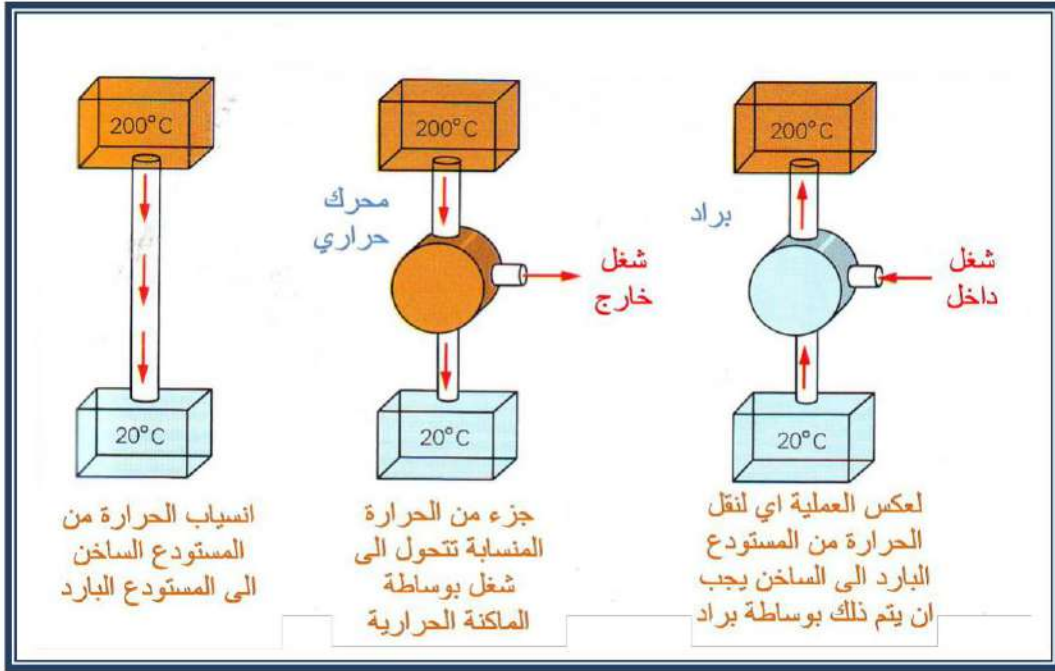 200°C
200°C
200°C
محرك
حراري
براد
شغل
خارج
شغل
داخل
20°C
20°C
20°C
انسياب الحرارة من
المستودع الساخن
الى المستودع البارد
جزء من الحرارة
المنسابة تتحول الى
شغل بوساطة
الماكنة الحرارية
لعكس العملية اي لنقل
الحرارة من المستودع
البارد الى الساخن يجب
ان يتم ذلك بوساطة براد